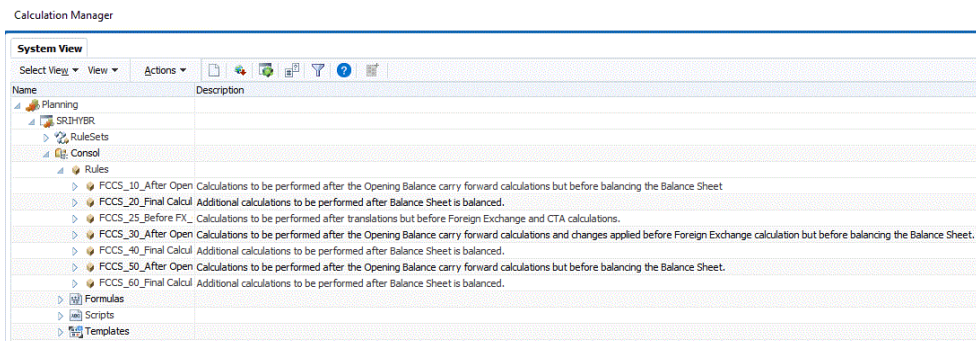 Calculation Manager
System View
Select View View Actions
Name Description
Planning
SRIHYBR
RuleSets
Consol
Rules
FCCS_10_After Open Calculations to be performed after the Opening Balance carry forward calculations but before balancing the Balance Sheet
FCCS_20_Final Calcul Additional calculations to be performed after Balance Sheet is balanced.
FCCS_25_Before FX_ Calculations to be performed after translations but before Foreign Exchange and CTA calculations.
FCCS_30_After Open Calculations to be performed after the Opening Balance carry forward calculations and changes applied before Foreign Exchange calculation but before balancing the Balance Sheet.
FCCS_40_Final Calcul Additional calculations to be performed after Balance Sheet is balanced.
FCCS_50_After Open Calculations to be performed after the Opening Balance carry forward calculations but before balancing the Balance Sheet.
FCCS_60_Final Calcul Additional calculations to be performed after Balance Sheet is balanced.
Formulas
Scripts
Templates